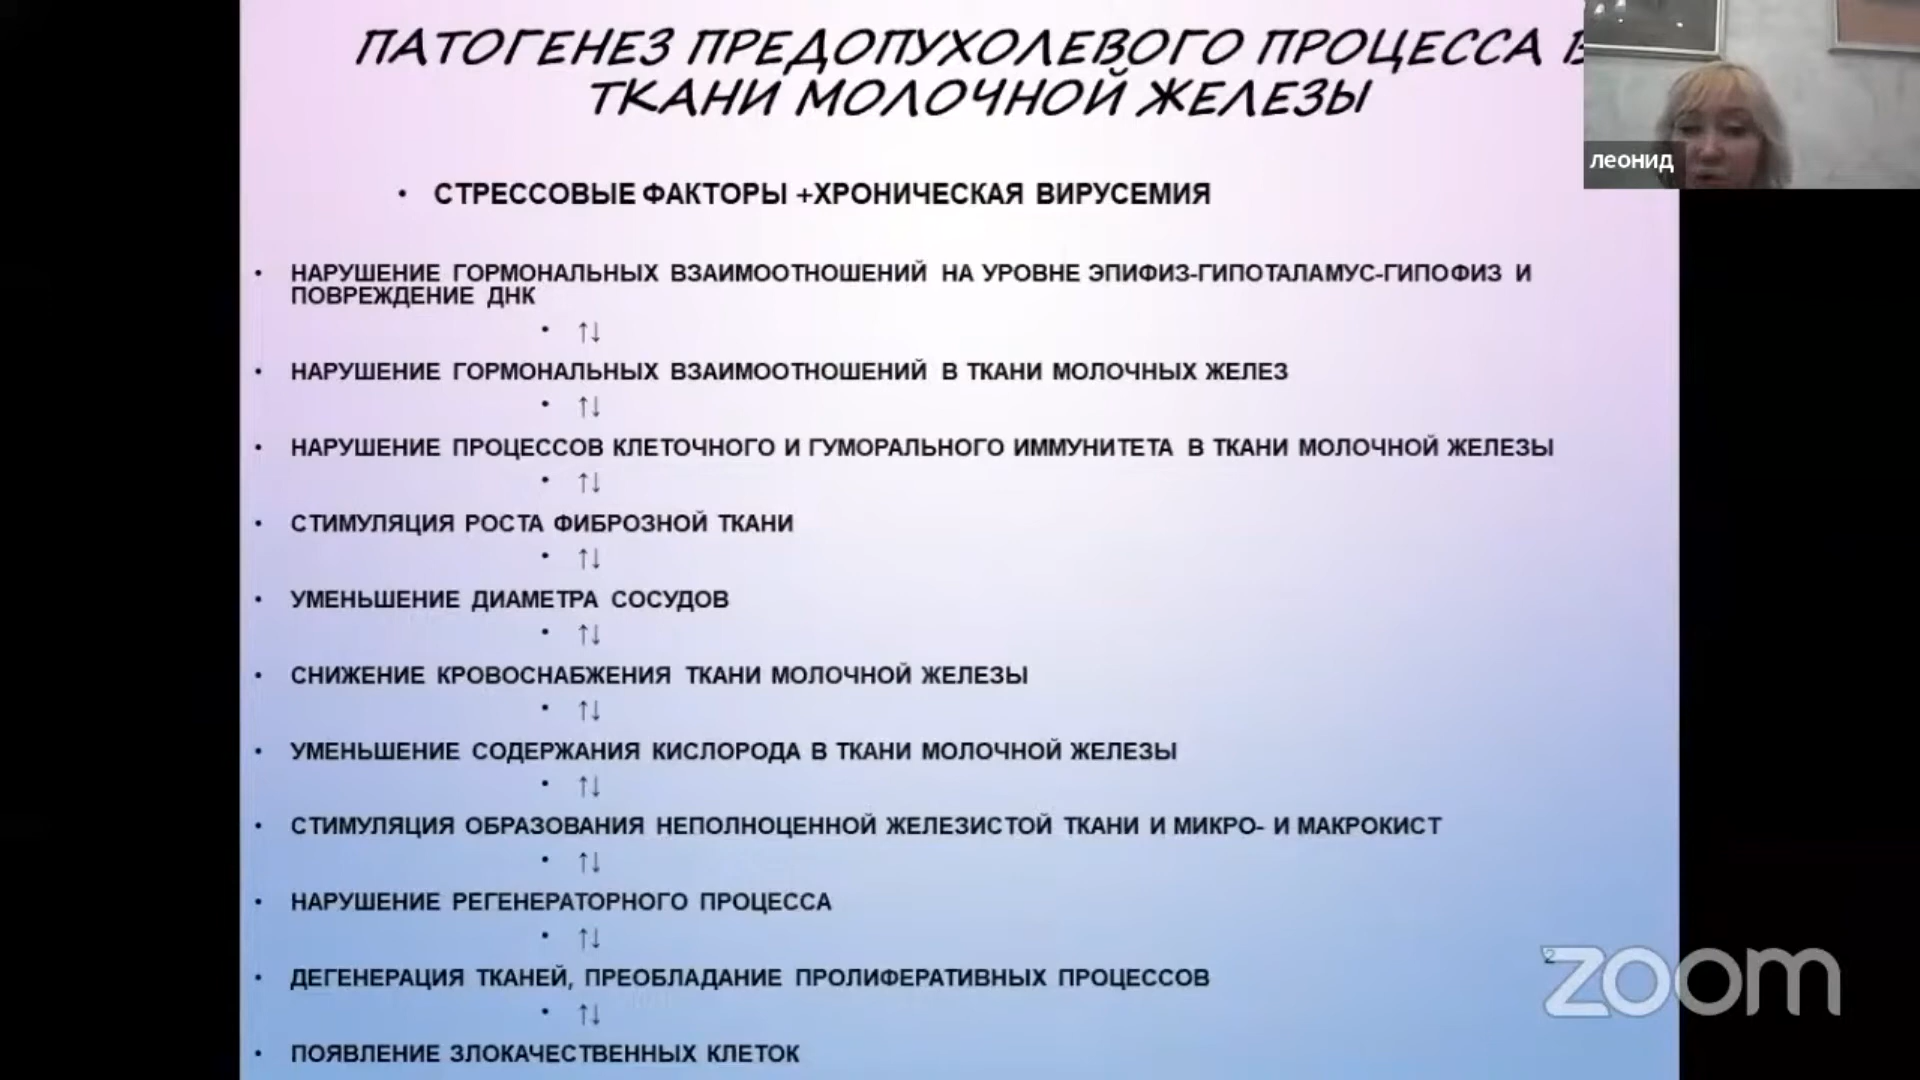 ПАТОГЕНЕЗ ПРЕДОПУХОЛЕВОГО ПРОЦЕССА В
ТКАНИ МОЛОЧНОЙ ЖЕЛЕЗЫ
леонид
• СТРЕССОВЫЕ ФАКТОРЫ +ХРОНИЧЕСКАЯ ВИРУСЕМИЯ
• НАРУШЕНИЕ ГОРМОНАЛЬНЫХ ВЗАИМООТНОШЕНИЙ НА УРОВНЕ ЭПИФИЗ-ГИПОТАЛАМУС-ГИПОФИЗ И
ПОВРЕЖДЕНИЕ ДНК
• ↑↓
• НАРУШЕНИЕ ГОРМОНАЛЬНЫХ ВЗАИМООТНОШЕНИЙ В ТКАНИ МОЛОЧНЫХ ЖЕЛЕЗ
• ↑↓
• НАРУШЕНИЕ ПРОЦЕССОВ КЛЕТОЧНОГО И ГУМОРАЛЬНОГО ИММУНИТЕТА В ТКАНИ МОЛОЧНОЙ ЖЕЛЕЗЫ
• ↑↓
• СТИМУЛЯЦИЯ РОСТА ФИБРОЗНОЙ ТКАНИ
• ↑↓
• УМЕНЬШЕНИЕ ДИАМЕТРА СОСУДОВ
• ↑↓
• СНИЖЕНИЕ КРОВОСНАБЖЕНИЯ ТКАНИ МОЛОЧНОЙ ЖЕЛЕЗЫ
• ↑↓
• УМЕНЬШЕНИЕ СОДЕРЖАНИЯ КИСЛОРОДА В ТКАНИ МОЛОЧНОЙ ЖЕЛЕЗЫ
• ↑↓
• СТИМУЛЯЦИЯ ОБРАЗОВАНИЯ НЕПОЛНОЦЕННОЙ ЖЕЛЕЗИСТОЙ ТКАНИ И МИКРО- И МАКРОКИСТ
• ↑↓
• НАРУШЕНИЕ РЕГЕНЕРАТОРНОГО ПРОЦЕССА
• ↑↓
• ДЕГЕНЕРАЦИЯ ТКАНЕЙ, ПРЕОБЛАДАНИЕ ПРОЛИФЕРАТИВНЫХ ПРОЦЕССОВ
• ↑↓
• ПОЯВЛЕНИЕ ЗЛОКАЧЕСТВЕННЫХ КЛЕТОК
2
zoom